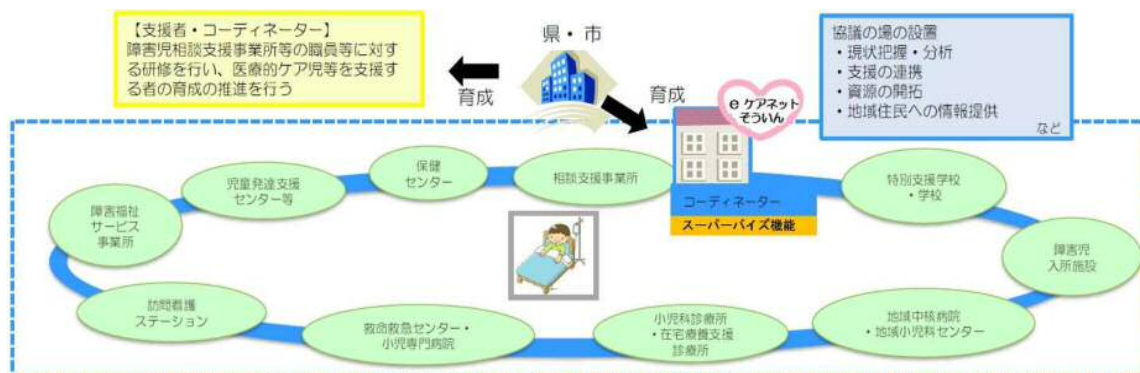 【支援者・コーディネーター】
障害児相談支援事業所等の職員等に対す
る研修を行い、医療的ケア児等を支援す
る者の育成の推進を行う
県・市
育成
育成
e ケアネット
そういん
協議の場の設置
・現状把握・分析
・支援の連携
・資源の開拓
・地域住民への情報提供
など
保健
センター
相談支援事業所
児童発達支援
センター等
特別支援学校
・学校
コーディネーター
スーパーバイズ機能
障害福祉
サービス
事業所
障害児
入所施設
訪問看護
ステーション
救命救急センター・
小児専門病院
小児科診療所
・在宅療養支援
診療所
地域中核病院
・地域小児科センター